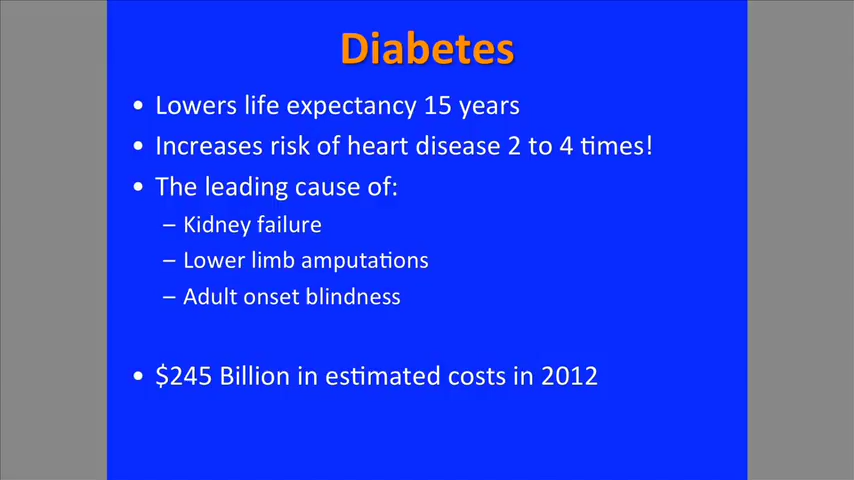 Diabetes
• Lowers life expectancy 15 years
• Increases risk of heart disease 2 to 4 times!
• The leading cause of:
– Kidney failure
– Lower limb amputations
– Adult onset blindness
• $245 Billion in estimated costs in 2012